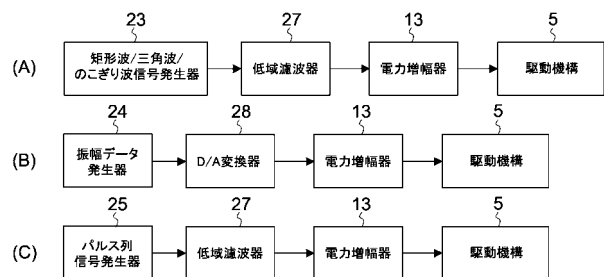 23 27 13 5
(A) 矩形波/三角波/
のこぎり波信号発生器 低域濾波器 電力増幅器 駆動機構
24 28 13 5
(B) 振幅データ
発生器 D/A変換器 電力増幅器 駆動機構
25 27 13 5
(C) パルス列
信号発生器 低域濾波器 電力増幅器 駆動機構